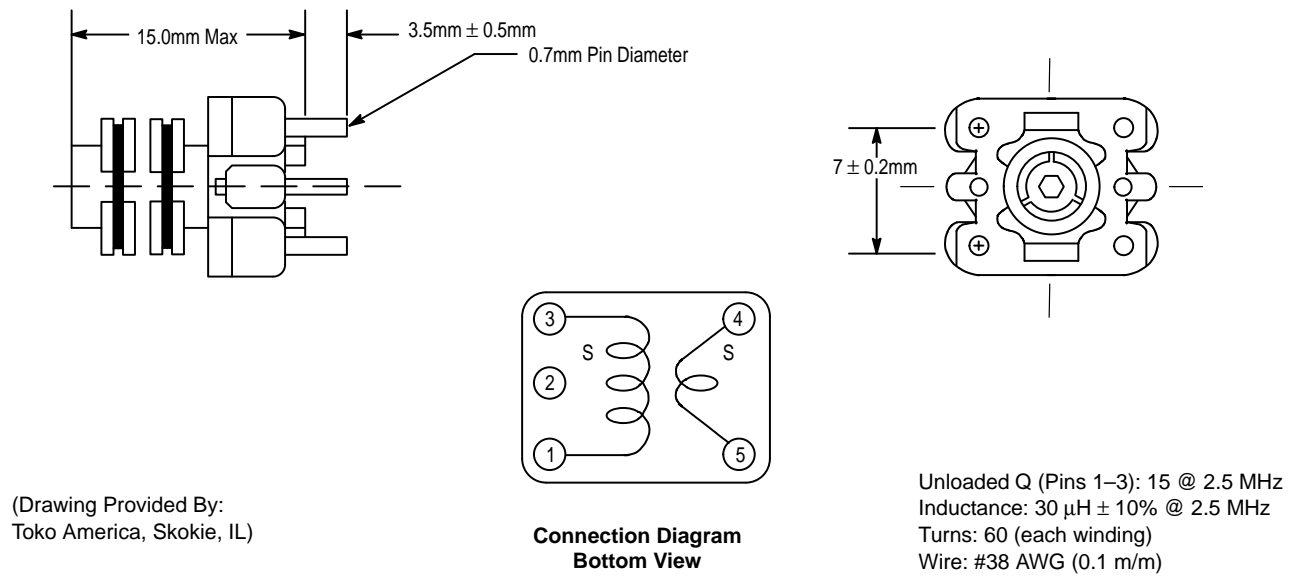 15.0mm Max
3.5mm ± 0.5mm
0.7mm Pin Diameter
7 ± 0.2mm
3
4
S
S
2
1
5
(Drawing Provided By:
Toko America, Skokie, IL)
Connection Diagram
Bottom View
Unloaded Q (Pins 1–3): 15 @ 2.5 MHz
Inductance: 30 μH ± 10% @ 2.5 MHz
Turns: 60 (each winding)
Wire: #38 AWG (0.1 m/m)